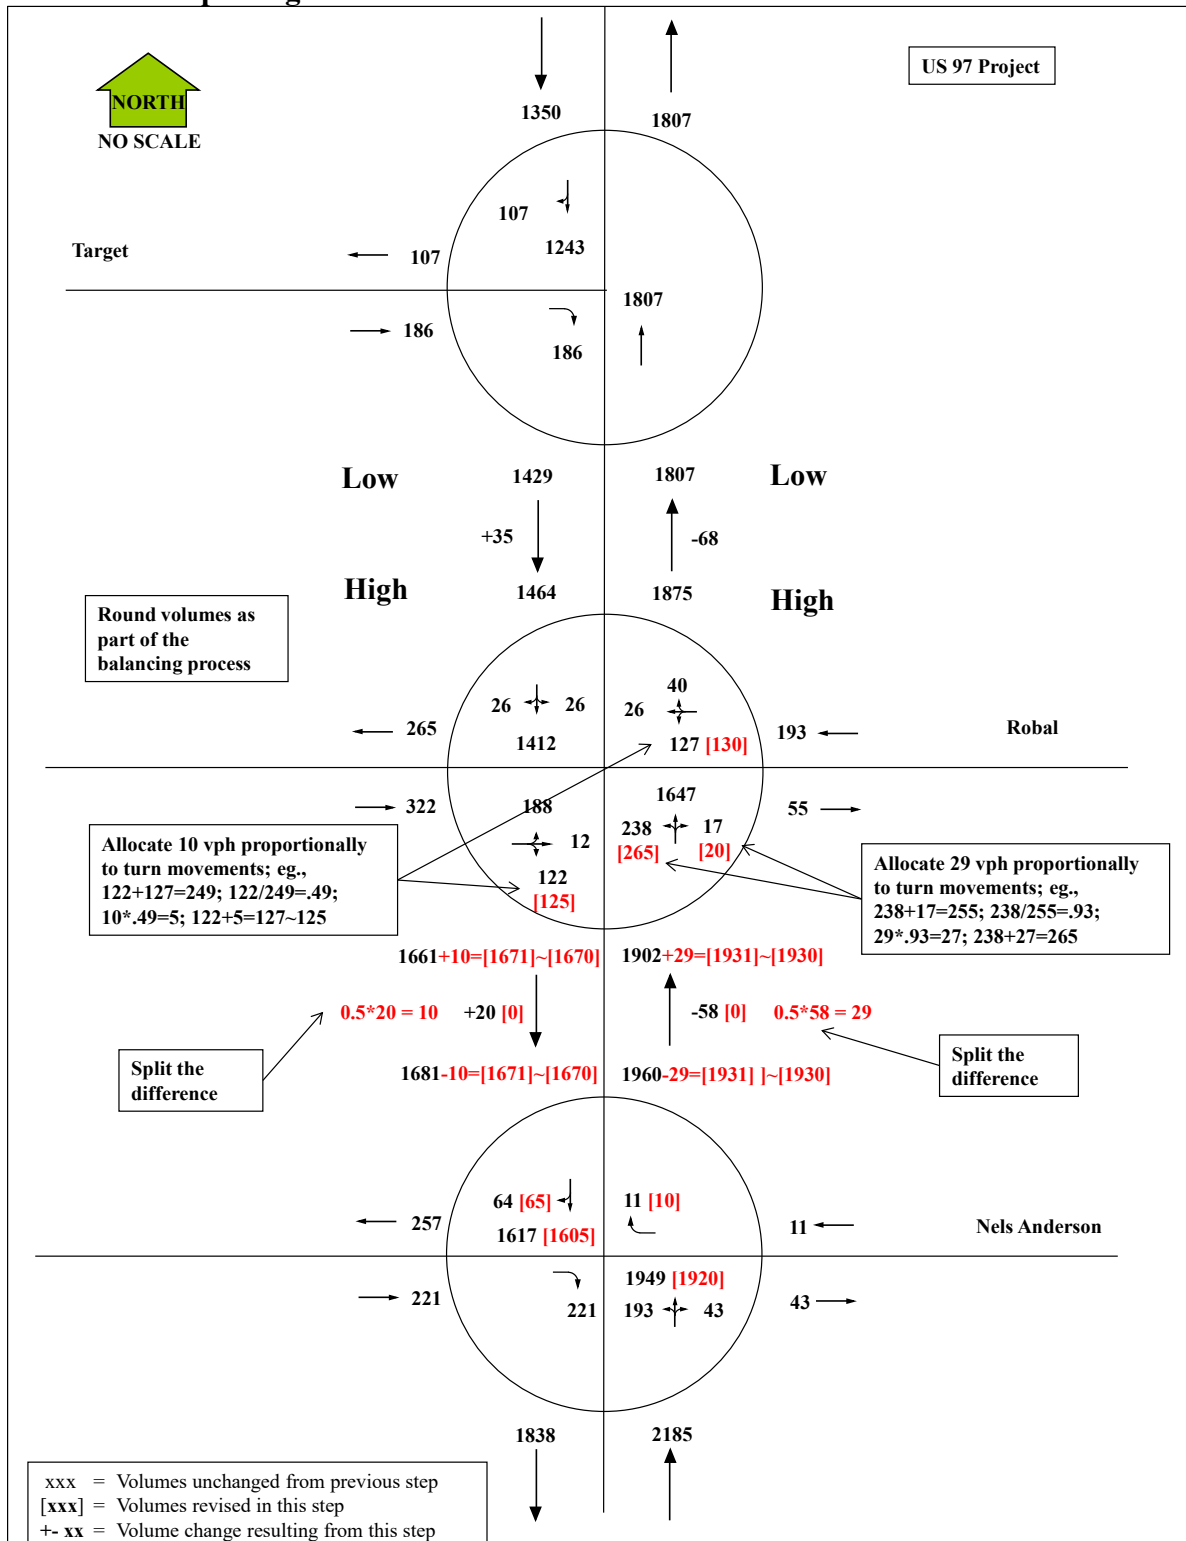 US 97 Project
NORTH
NO SCALE
1350
1807
107
1243
Target
107
1807
186
186
Low
1429
1807
Low
+35
-68
High
1464
1875
High
Round volumes as
part of the
balancing process
40
26
26
26
265
193
Robal
1412
127 [130]
322
188
1647
55
12
238
17
[265]
[20]
122
[125]
Allocate 10 vph proportionally
to turn movements; eg.,
122+127=249; 122/249=.49;
10*.49=5; 122+5=127~125
Allocate 29 vph proportionally
to turn movements; eg.,
238+17=255; 238/255=.93;
29*.93=27; 238+27=265
1661+10=[1671]~[1670]
1902+29=[1931]~[1930]
0.5*20 = 10
+20 [0]
-58 [0]
0.5*58 = 29
Split the
difference
Split the
difference
1681-10=[1671]~[1670]
1960-29=[1931] ]~[1930]
64 [65]
11 [10]
257
11
Nels Anderson
1617 [1605]
1949 [1920]
221
221
193
43
43
1838
2185
xxx = Volumes unchanged from previous step
[xxx] = Volumes revised in this step
+- xx = Volume change resulting from this step